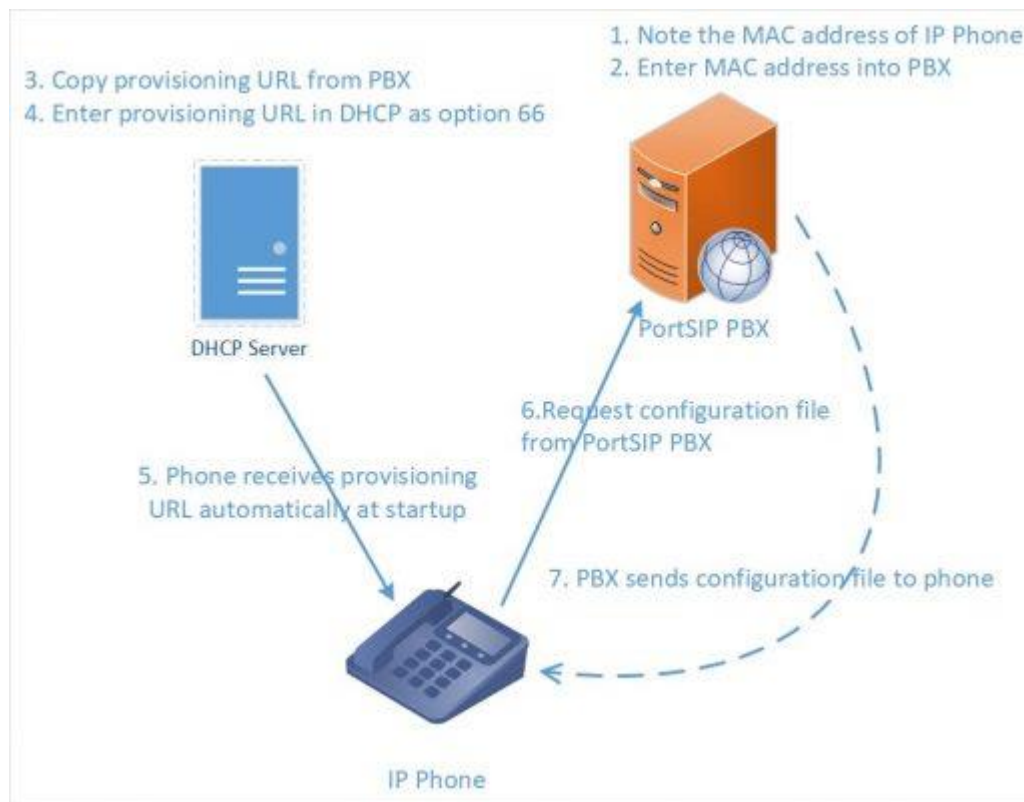 1. Note the MAC address of IP Phone
2. Enter MAC address into PBX
3. Copy provisioning URL from PBX
4. Enter provisioning URL in DHCP as option 66
DHCP Server
PortSIP PBX
6.Request configuration file
from PortSIP PBX
5. Phone receives provisioning
URL automatically at startup
7. PBX sends configuration file to phone
IP Phone